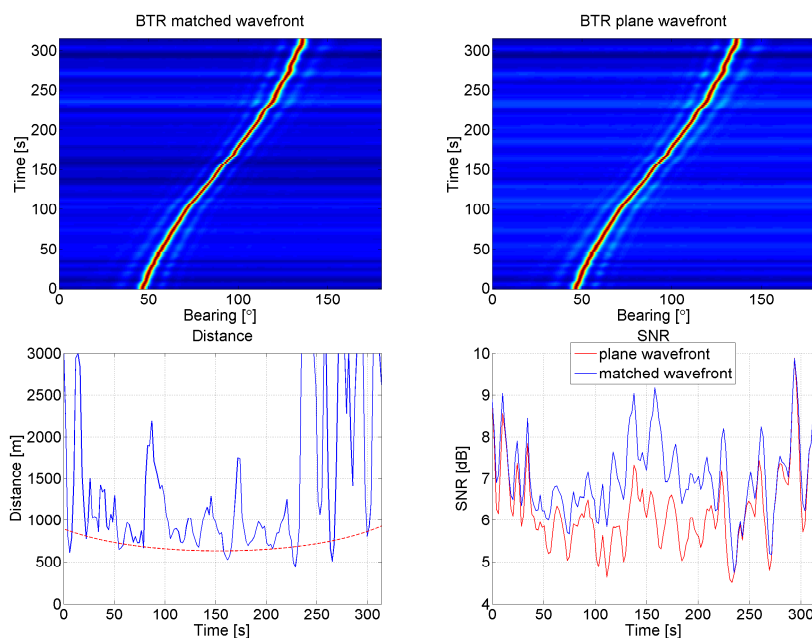 BTR matched wavefront
300
250
200
150
100
50
0
Time [s]
0 50 100 150
Bearing [°]
BTR plane wavefront
300
250
200
150
100
50
0
Time [s]
0 50 100 150
Bearing [°]
Distance
3000
2500
2000
1500
1000
500
0
Distance [m]
0 50 100 150 200 250 300
Time [s]
SNR
plane wavefront
matched wavefront
10
9
8
7
6
5
4
SNR [dB]
0 50 100 150 200 250 300
Time [s]